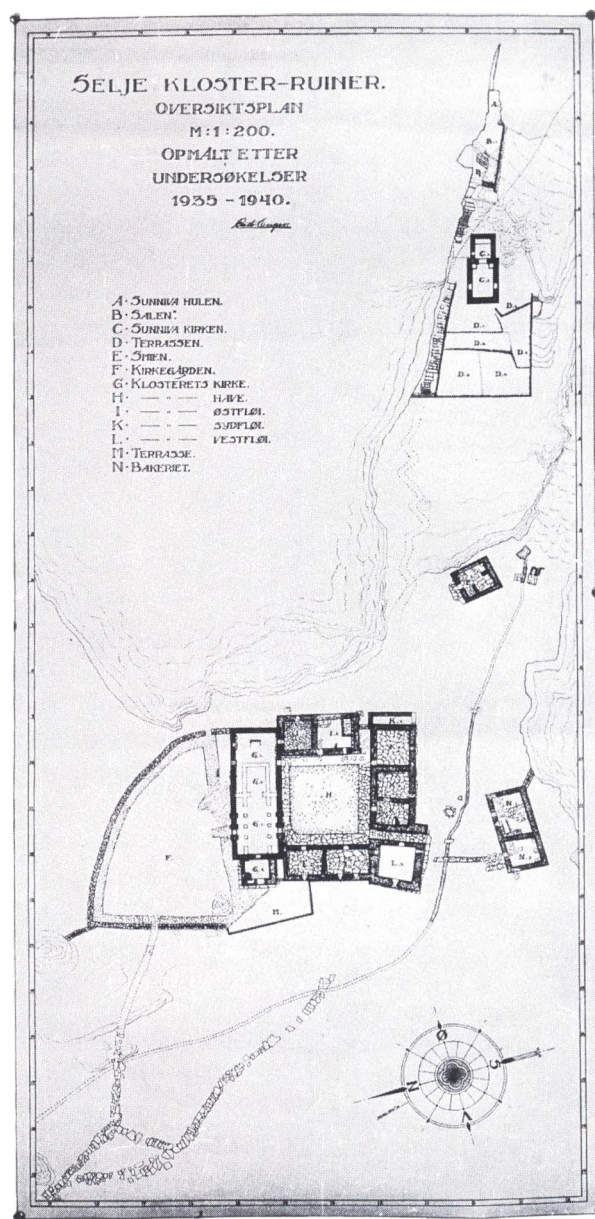 SELJE KLOSTER-RUINER.
OVERSIKTSPLAN
M:1:200.
OPMÅLT ETTER
UNDERSØKELSER
1935-1940.
A·SUNNIVA HULEN.
B·SALEN.
C·SUNNIVA KIRKEN.
D·TERRASSEN.
E·SMIEN.
F·KIRKEGÅRDEN.
G·KLOSTERETS KIRKE.
H· — " — HAVE.
I· — " — ØSTFLØI.
K· — " — SYDFLØI.
L· — " — VESTFLØI.
M·TERRASSE.
N·BAKERIET.
A.
B.
B.
C.
C.
D.
D.
D.
D.
D.
D.
K.
I.
G.
G.
G.
G.
H.
F.
L.
L.
M.
N.
N.
Ø
S
N
V